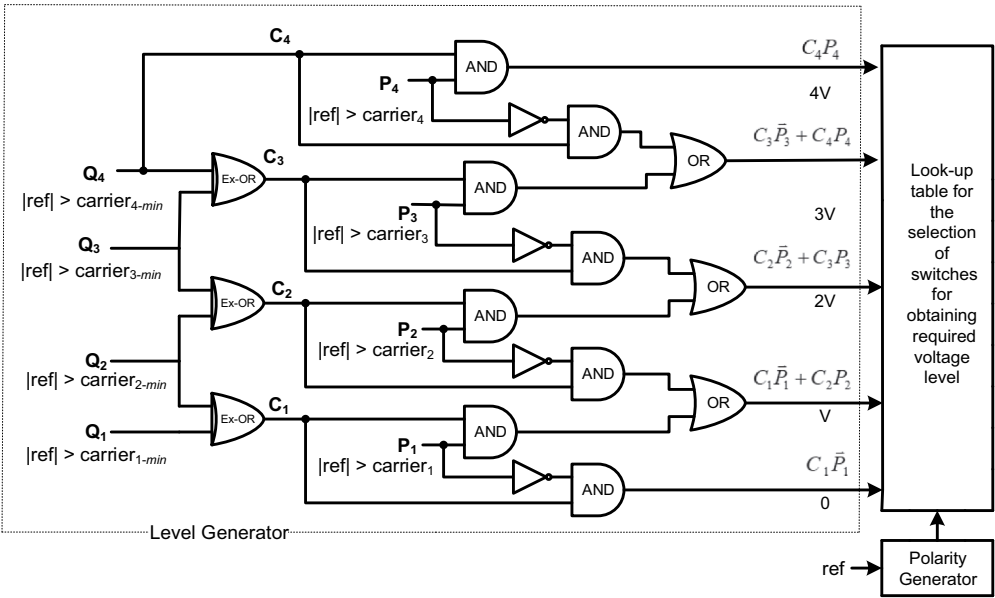 C₄
AND
P₄
|ref| > carrier₄
AND
C₄P₄
4V
C₃P̄₃ + C₄P₄
OR
Q₄
|ref| > carrier₄₋ₘᵢₙ
Ex-OR
C₃
AND
P₃
|ref| > carrier₃
AND
3V
Q₃
|ref| > carrier₃₋ₘᵢₙ
C₂P̄₂ + C₃P₃
OR
2V
Ex-OR
C₂
AND
P₂
|ref| > carrier₂
AND
Q₂
|ref| > carrier₂₋ₘᵢₙ
C₁P̄₁ + C₂P₂
OR
V
Ex-OR
C₁
AND
P₁
|ref| > carrier₁
AND
Q₁
|ref| > carrier₁₋ₘᵢₙ
C₁P̄₁
0
Level Generator
Look-up
table for
the
selection
of
switches
for
obtaining
required
voltage
level
ref
Polarity
Generator